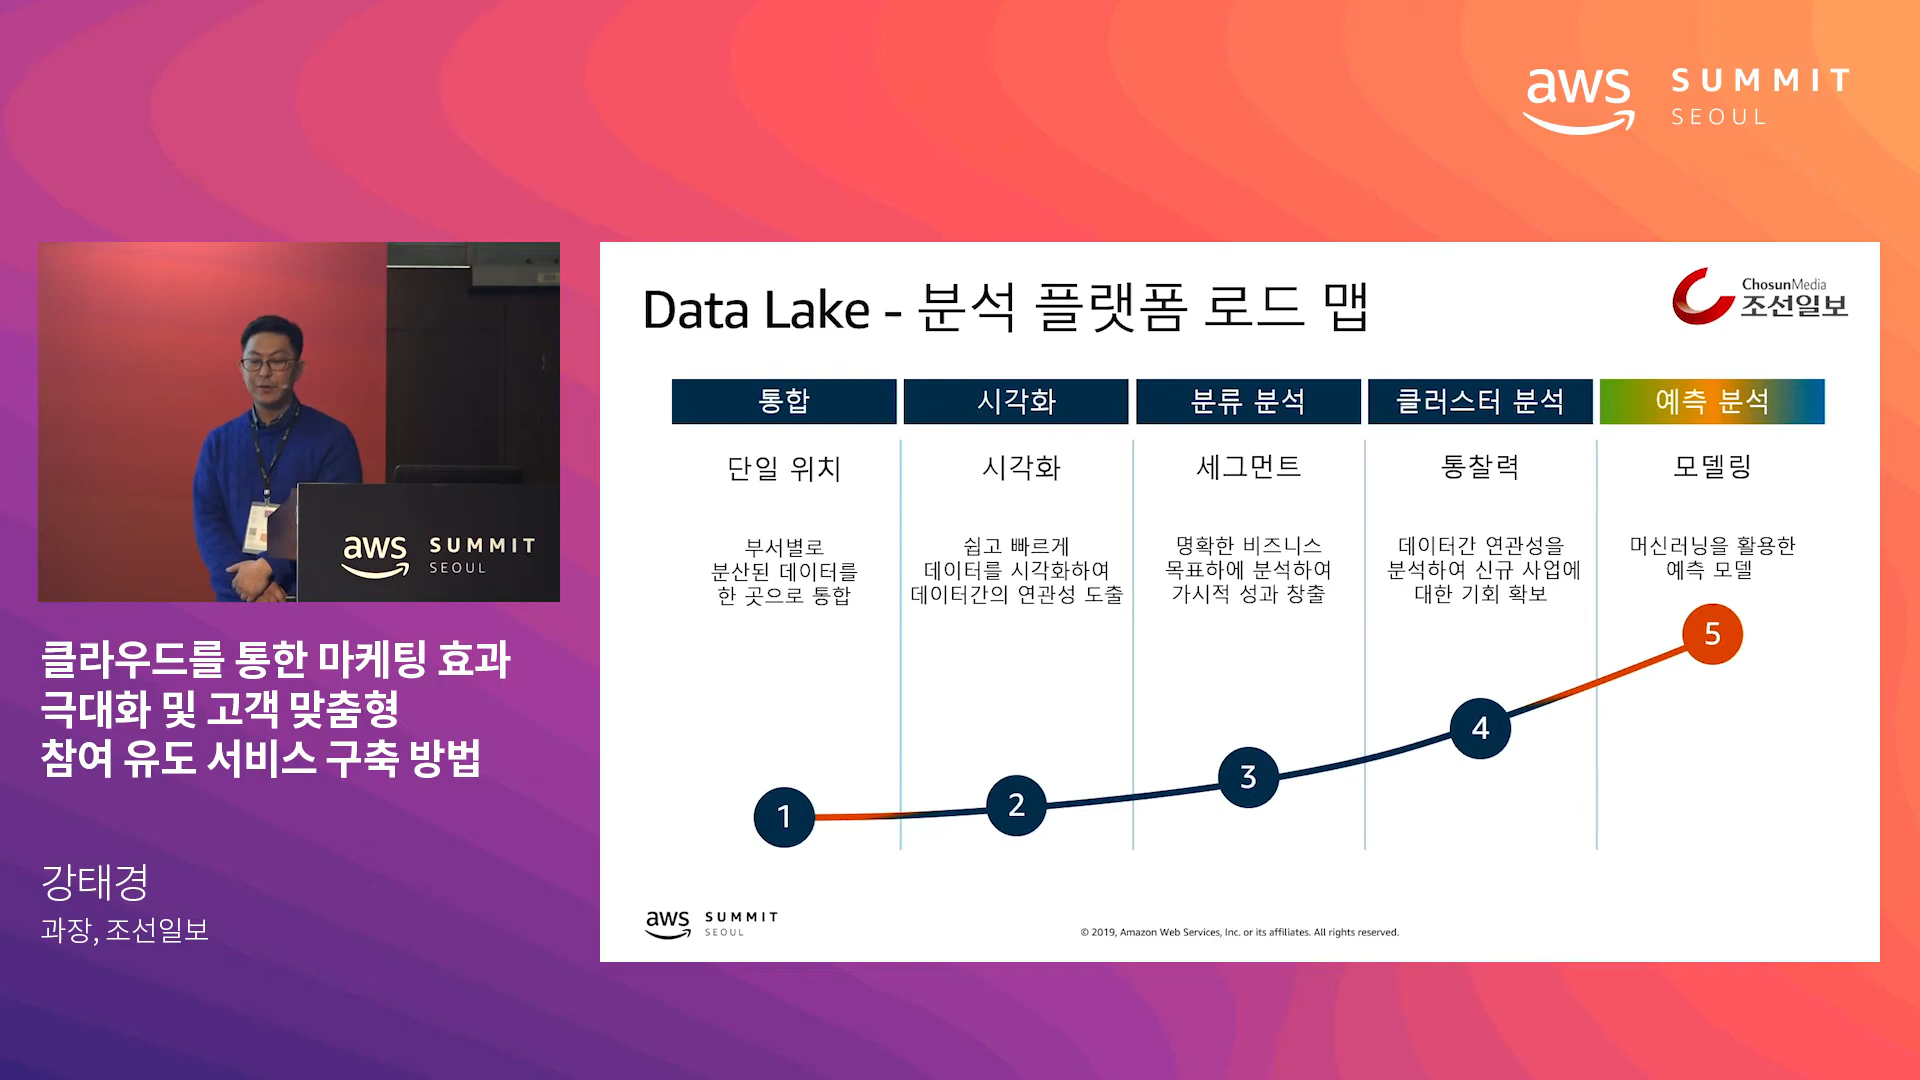 aws SUMMIT
SEOUL
aws SUMMIT
SEOUL
클라우드를 통한 마케팅 효과
극대화 및 고객 맞춤형
참여 유도 서비스 구축 방법
강태경
과장, 조선일보
Data Lake - 분석 플랫폼 로드 맵
ChosunMedia
조선일보
통합
시각화
분류 분석
클러스터 분석
예측 분석
단일 위치
시각화
세그먼트
통찰력
모델링
부서별로
분산된 데이터를
한 곳으로 통합
쉽고 빠르게
데이터를 시각화하여
데이터간의 연관성 도출
명확한 비즈니스
목표하에 분석하여
가시적 성과 창출
데이터간 연관성을
분석하여 신규 사업에
대한 기회 확보
머신러닝을 활용한
예측 모델
1
2
3
4
5
aws SUMMIT
SEOUL
© 2019, Amazon Web Services, Inc. or its affiliates. All rights reserved.